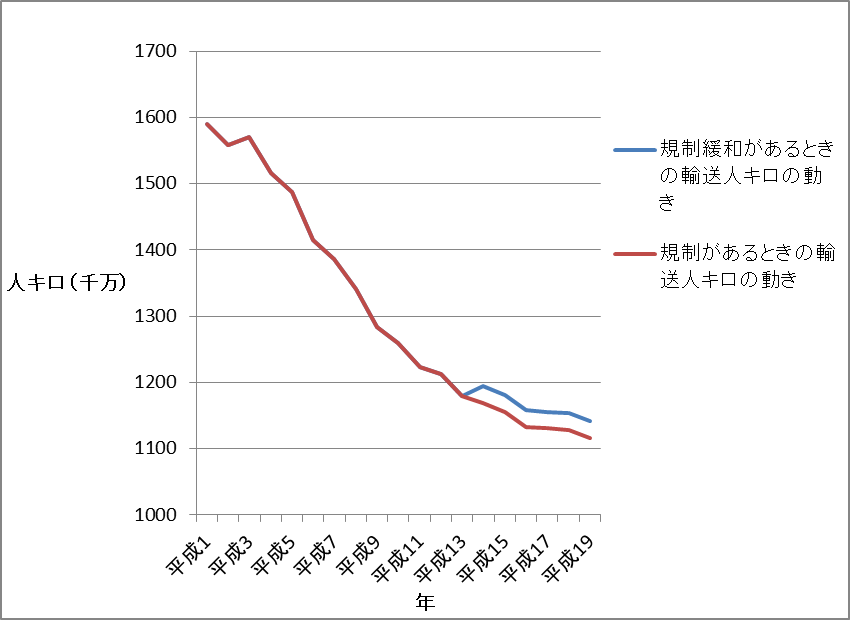 1700
1600
1500
1400
1300
1200
1100
1000
人キロ(千万)
平成1
平成3
平成5
平成7
平成9
平成11
平成13
平成15
平成17
平成19
年
規制緩和があるとき
の輸送人キロの動
き
規制があるときの輸
送人キロの動き